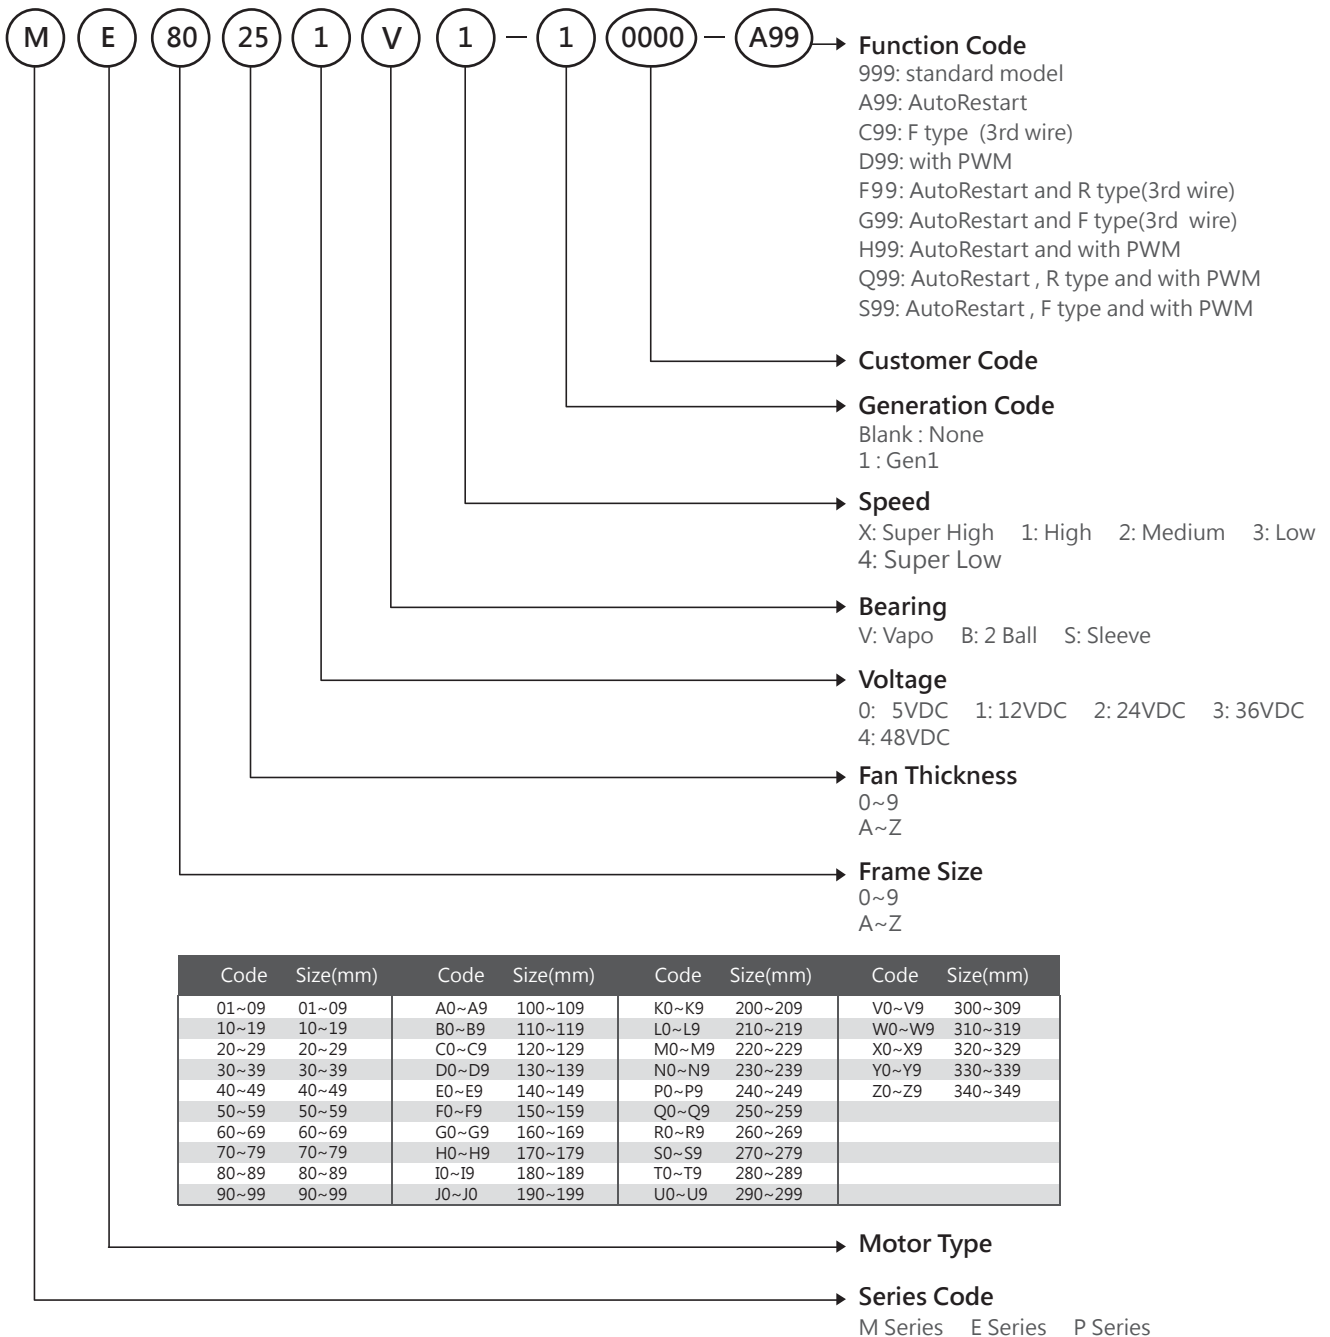 M E 80 25 1 V 1 – 1 0000 – A99
Function Code
999: standard model
A99: AutoRestart
C99: F type (3rd wire)
D99: with PWM
F99: AutoRestart and R type(3rd wire)
G99: AutoRestart and F type(3rd wire)
H99: AutoRestart and with PWM
Q99: AutoRestart , R type and with PWM
S99: AutoRestart , F type and with PWM
Customer Code
Generation Code
Blank : None
1 : Gen1
Speed
X: Super High 1: High 2: Medium 3: Low
4: Super Low
Bearing
V: Vapo B: 2 Ball S: Sleeve
Voltage
0: 5VDC 1: 12VDC 2: 24VDC 3: 36VDC
4: 48VDC
Fan Thickness
0~9
A~Z
Frame Size
0~9
A~Z
Code Size(mm) Code Size(mm) Code Size(mm) Code Size(mm)
01~09 01~09 A0~A9 100~109 K0~K9 200~209 V0~V9 300~309
10~19 10~19 B0~B9 110~119 L0~L9 210~219 W0~W9 310~319
20~29 20~29 C0~C9 120~129 M0~M9 220~229 X0~X9 320~329
30~39 30~39 D0~D9 130~139 N0~N9 230~239 Y0~Y9 330~339
40~49 40~49 E0~E9 140~149 P0~P9 240~249 Z0~Z9 340~349
50~59 50~59 F0~F9 150~159 Q0~Q9 250~259
60~69 60~69 G0~G9 160~169 R0~R9 260~269
70~79 70~79 H0~H9 170~179 S0~S9 270~279
80~89 80~89 I0~I9 180~189 T0~T9 280~289
90~99 90~99 J0~J0 190~199 U0~U9 290~299
Motor Type
Series Code
M Series E Series P Series